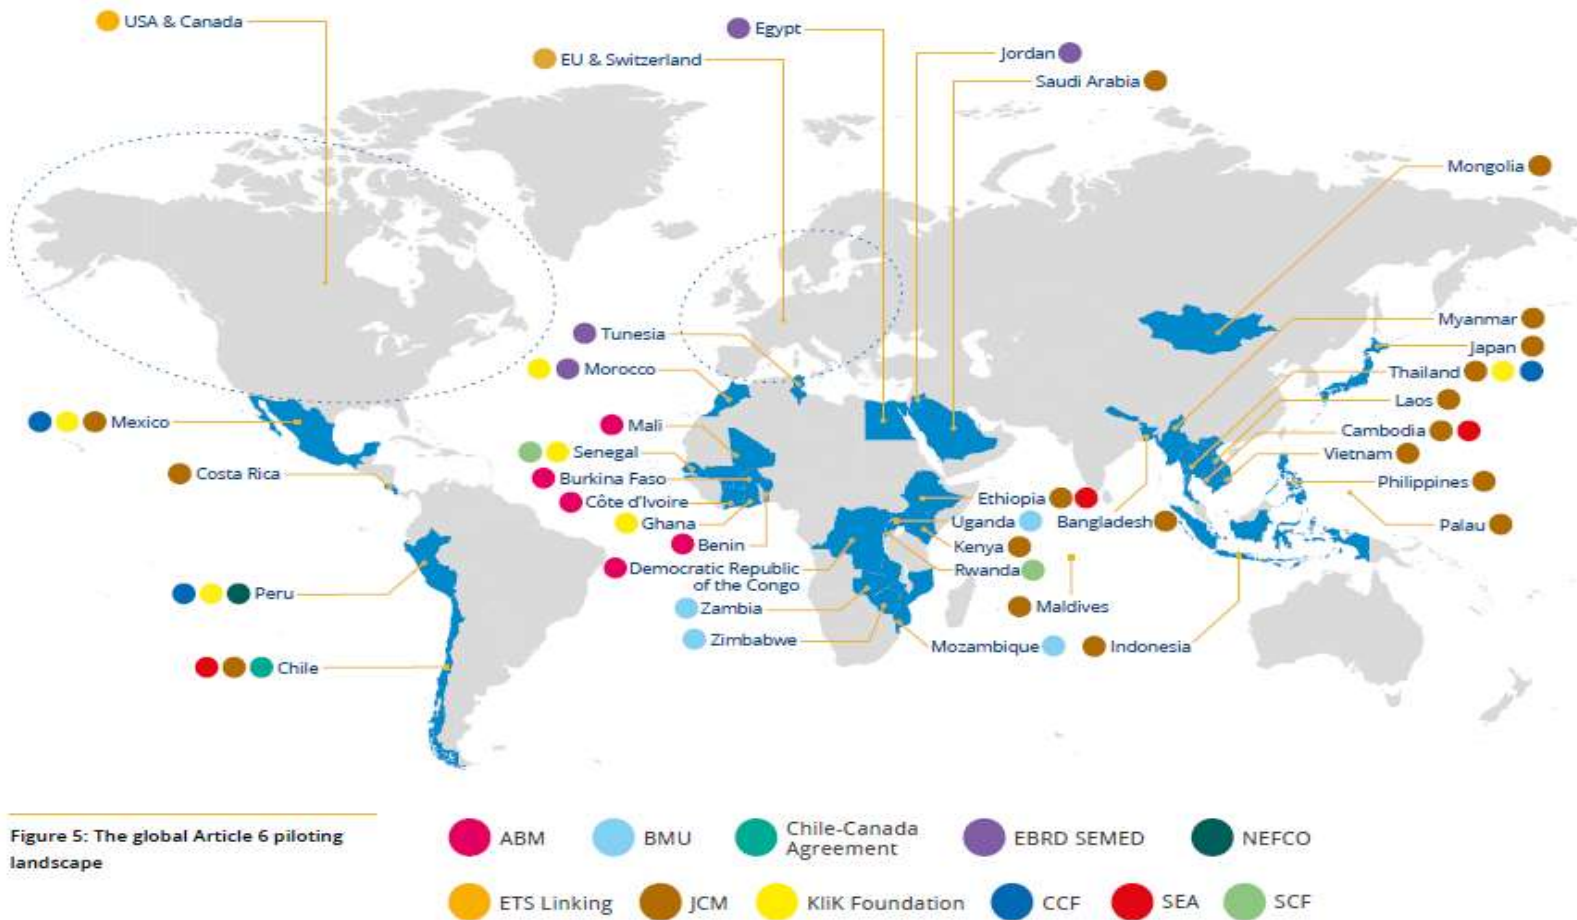 USA & Canada
Egypt
EU & Switzerland
Jordan
Saudi Arabia
Mongolia
Myanmar
Japan
Thailand
Laos
Cambodia
Vietnam
Philippines
Palau
Tunesia
Morocco
Mexico
Mali
Senegal
Costa Rica
Burkina Faso
Côte d'Ivoire
Ghana
Benin
Democratic Republic
of the Congo
Ethiopia
Uganda
Bangladesh
Kenya
Rwanda
Peru
Zambia
Maldives
Zimbabwe
Mozambique
Indonesia
Chile
Figure 5: The global Article 6 piloting
landscape
ABM
BMU
Chile-Canada
Agreement
EBRD SEMED
NEFCO
ETS Linking
JCM
KliK Foundation
CCF
SEA
SCF